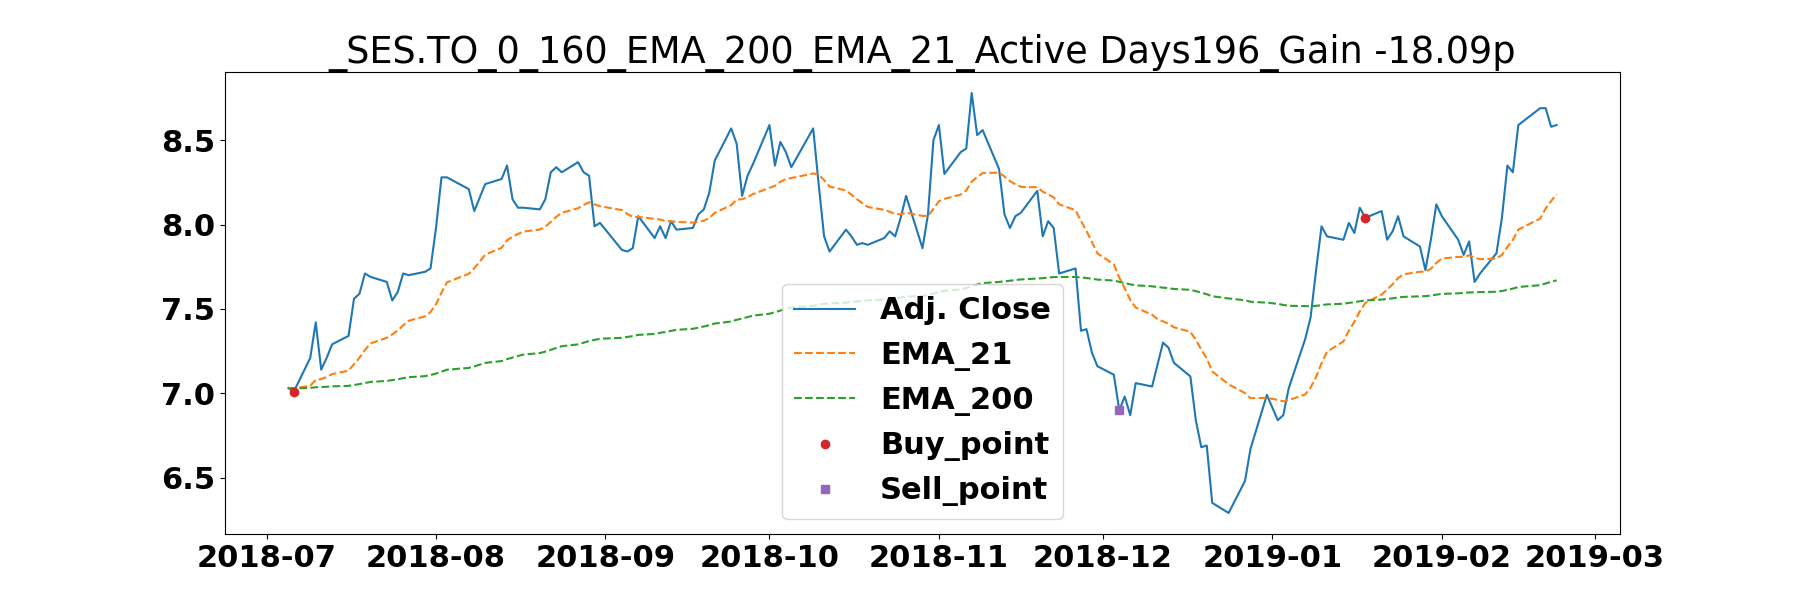 _SES.TO_0_160_EMA_200_EMA_21_Active Days196_Gain -18.09p
8.5
8.0
7.5
7.0
6.5
Adj. Close
EMA_21
EMA_200
Buy_point
Sell_point
2018-07 2018-08 2018-09 2018-10 2018-11 2018-12 2019-01 2019-02 2019-03